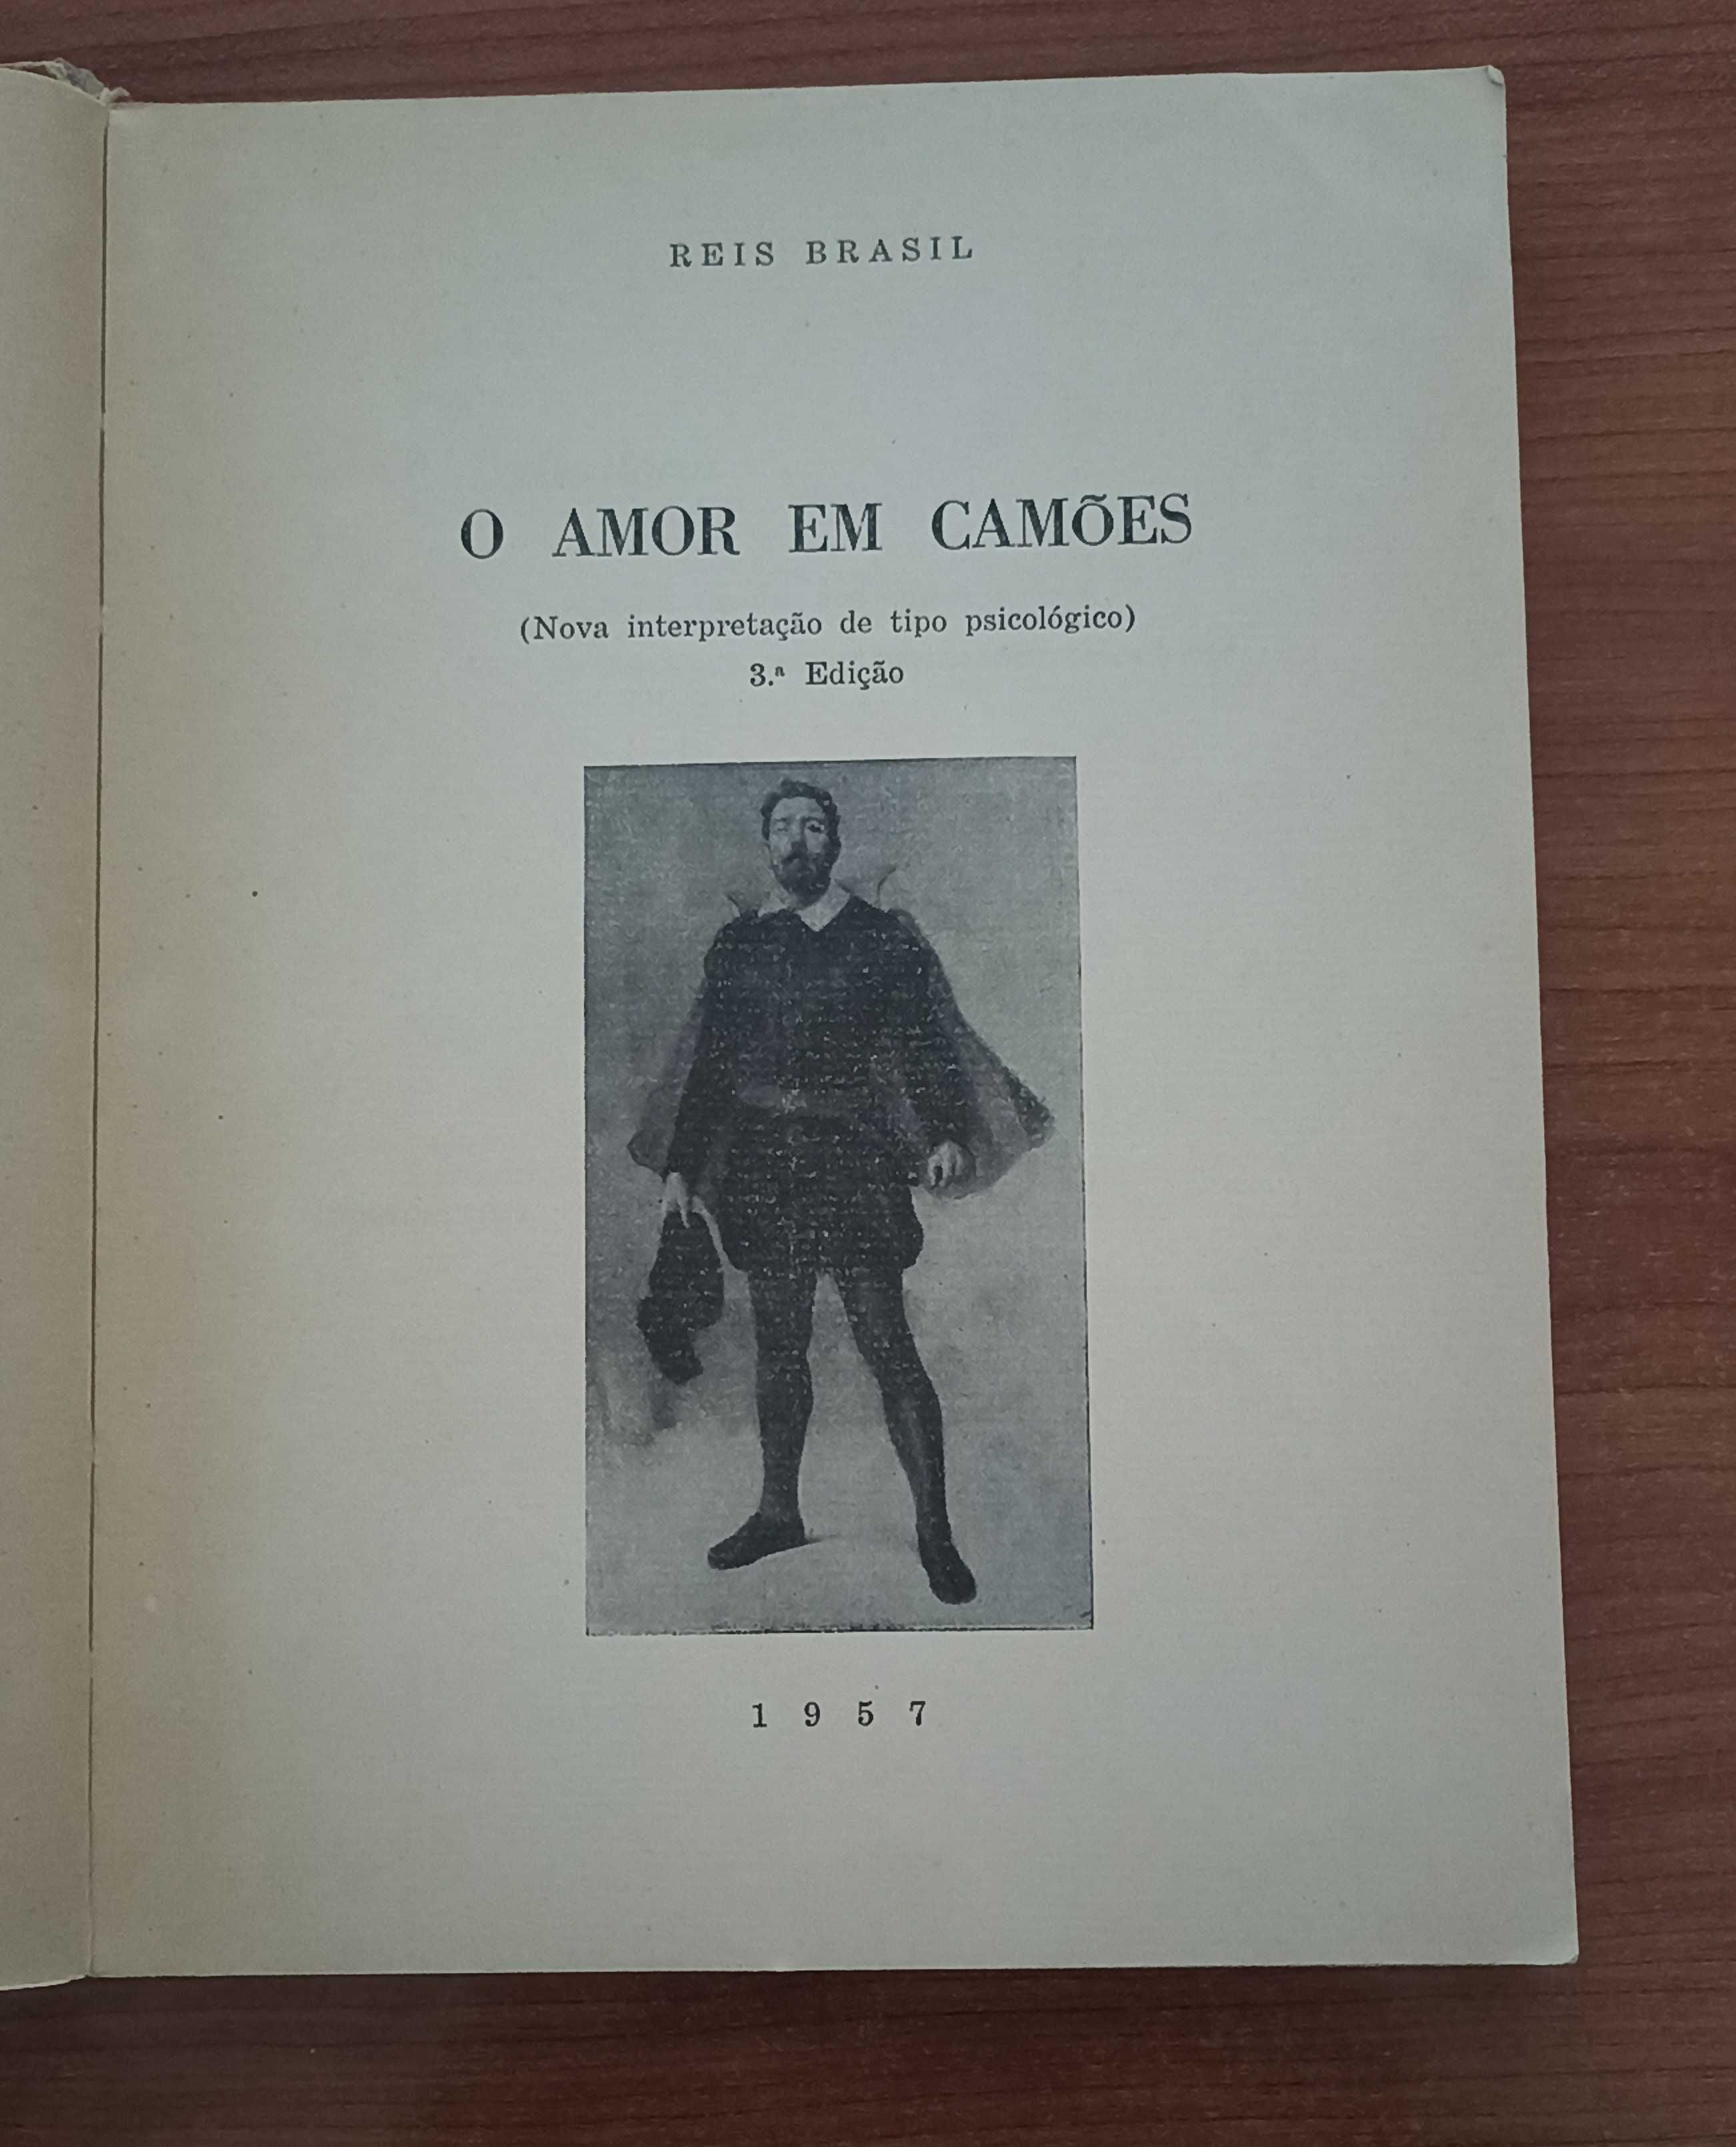 REIS BRASIL
O AMOR EM CAMÕES
(Nova interpretação de tipo psicológico)
3.ª Edição
1957